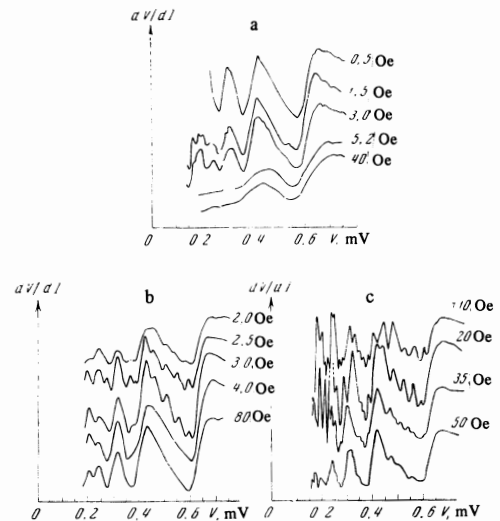 dV/dI
a
0,5 Oe
1,5 Oe
3,0 Oe
5,2 Oe
40 Oe
0 0.2 0.4 0.6 V, mV
dV/dI
b
2,0 Oe
2,5 Oe
3,0 Oe
4,0 Oe
80 Oe
0 0.2 0.4 0.6 V, mV
dV/dI
c
10 Oe
20 Oe
35 Oe
50 Oe
0 0.2 0.4 0.6 V, mV